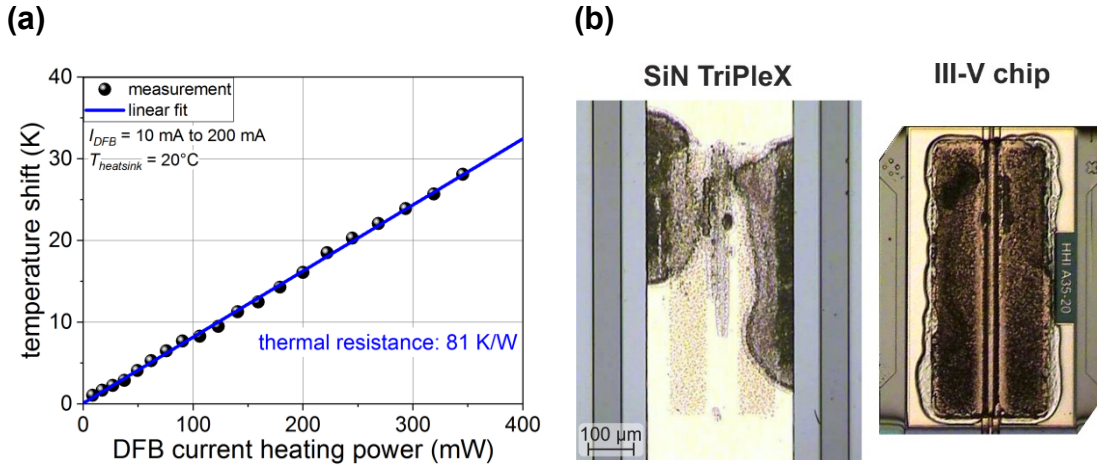 (a)
(b)
SiN TriPleX
III-V chip
40
30
20
10
0
temperature shift (K)
measurement
linear fit
I_DFB = 10 mA to 200 mA
T_heatsink = 20°C
thermal resistance: 81 K/W
0 100 200 300 400
DFB current heating power (mW)
100 µm
HHI A35-20